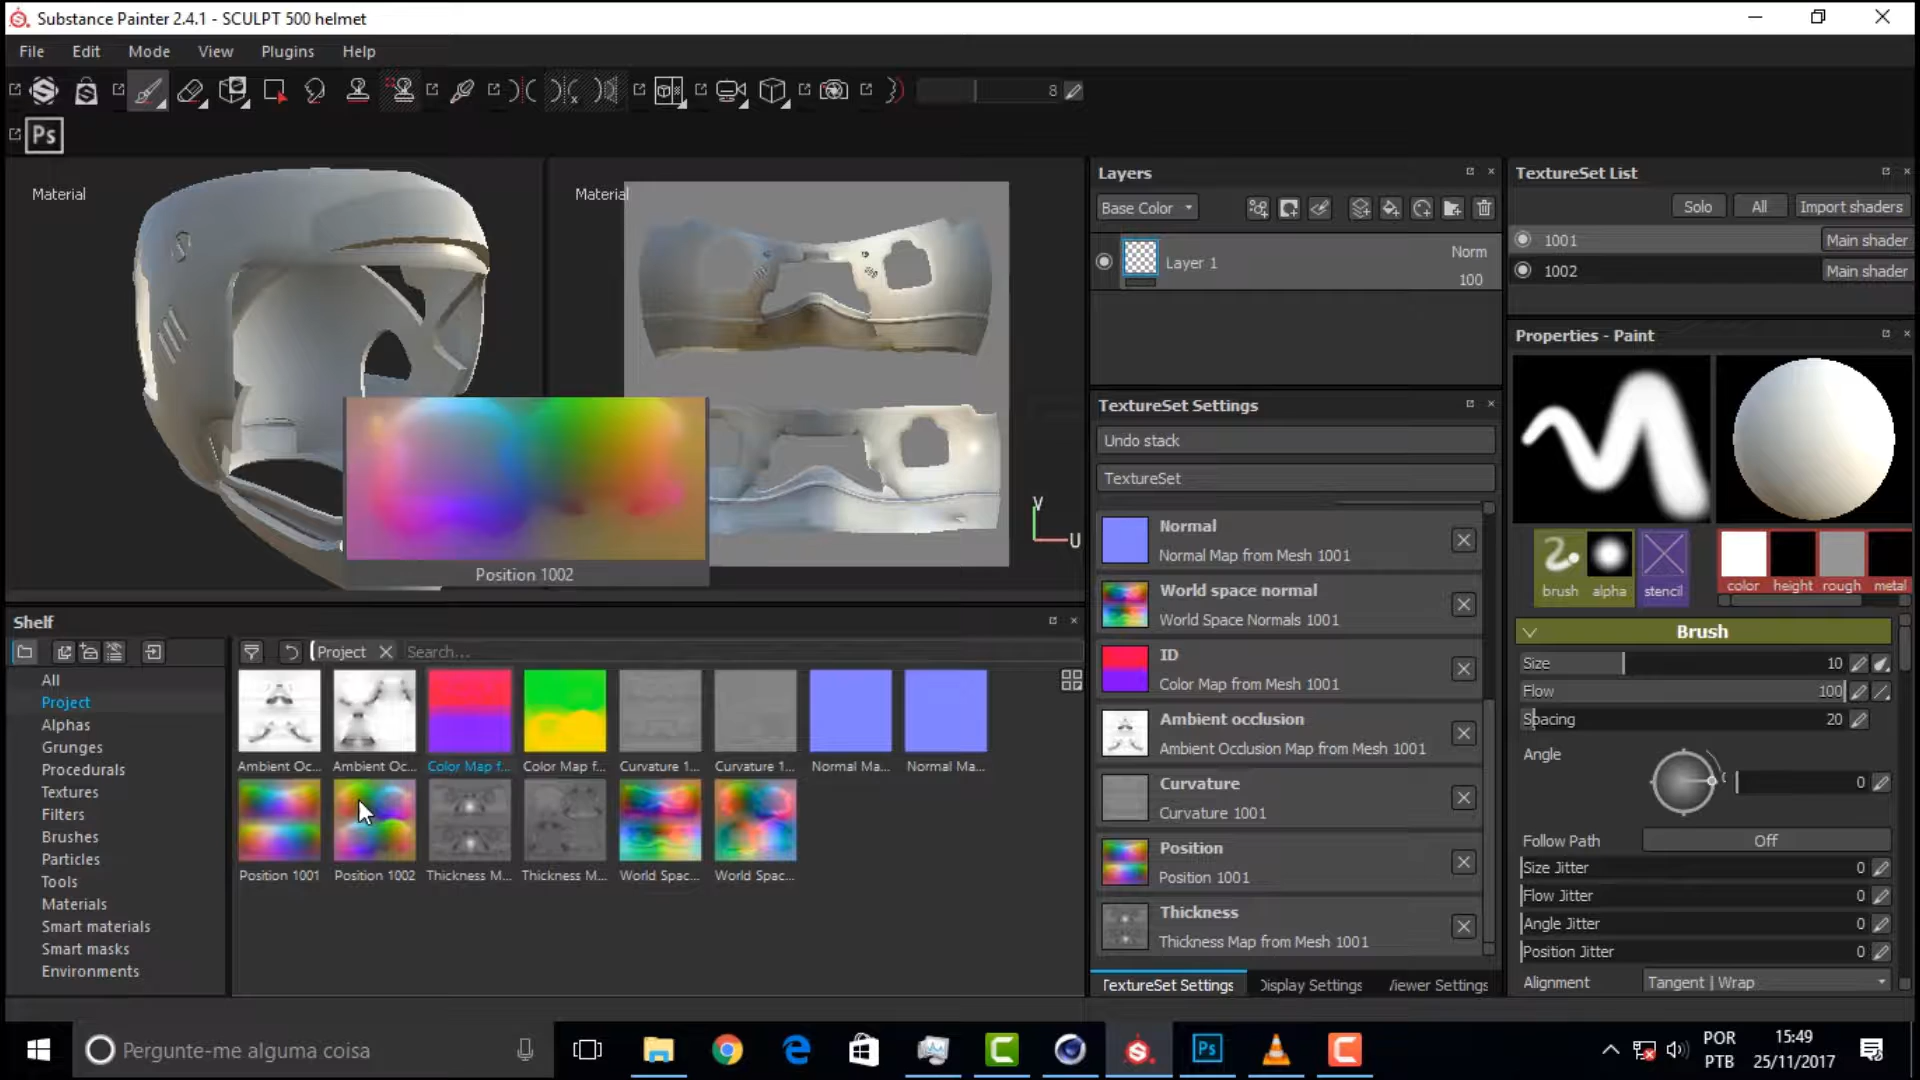 Substance Painter 2.4.1 - SCULPT 500 helmet
File Edit Mode View Plugins Help
8
Ps
Material
Material
V
U
Position 1002
Layers
Base Color
Layer 1
Norm
100
TextureSet List
Solo All Import shaders
1001 Main shader
1002 Main shader
TextureSet Settings
Undo stack
TextureSet
Normal
Normal Map from Mesh 1001
World space normal
World Space Normals 1001
ID
Color Map from Mesh 1001
Ambient occlusion
Ambient Occlusion Map from Mesh 1001
Curvature
Curvature 1001
Position
Position 1001
Thickness
Thickness Map from Mesh 1001
TextureSet Settings Display Settings Viewer Settings
Properties - Paint
brush alpha stencil color height rough metal
Brush
Size 10
Flow 100
Spacing 20
Angle 0
Follow Path Off
Size Jitter 0
Flow Jitter 0
Angle Jitter 0
Position Jitter 0
Alignment Tangent | Wrap
Shelf
Project Search...
All
Project
Alphas
Grunges
Procedurals
Textures
Filters
Brushes
Particles
Tools
Materials
Smart materials
Smart masks
Environments
Ambient Oc... Ambient Oc... Color Map f... Color Map f... Curvature 1... Curvature 1... Normal Ma... Normal Ma...
Position 1001 Position 1002 Thickness M... Thickness M... World Spac... World Spac...
Pergunte-me alguma coisa
Ps
POR
PTB
15:49
25/11/2017